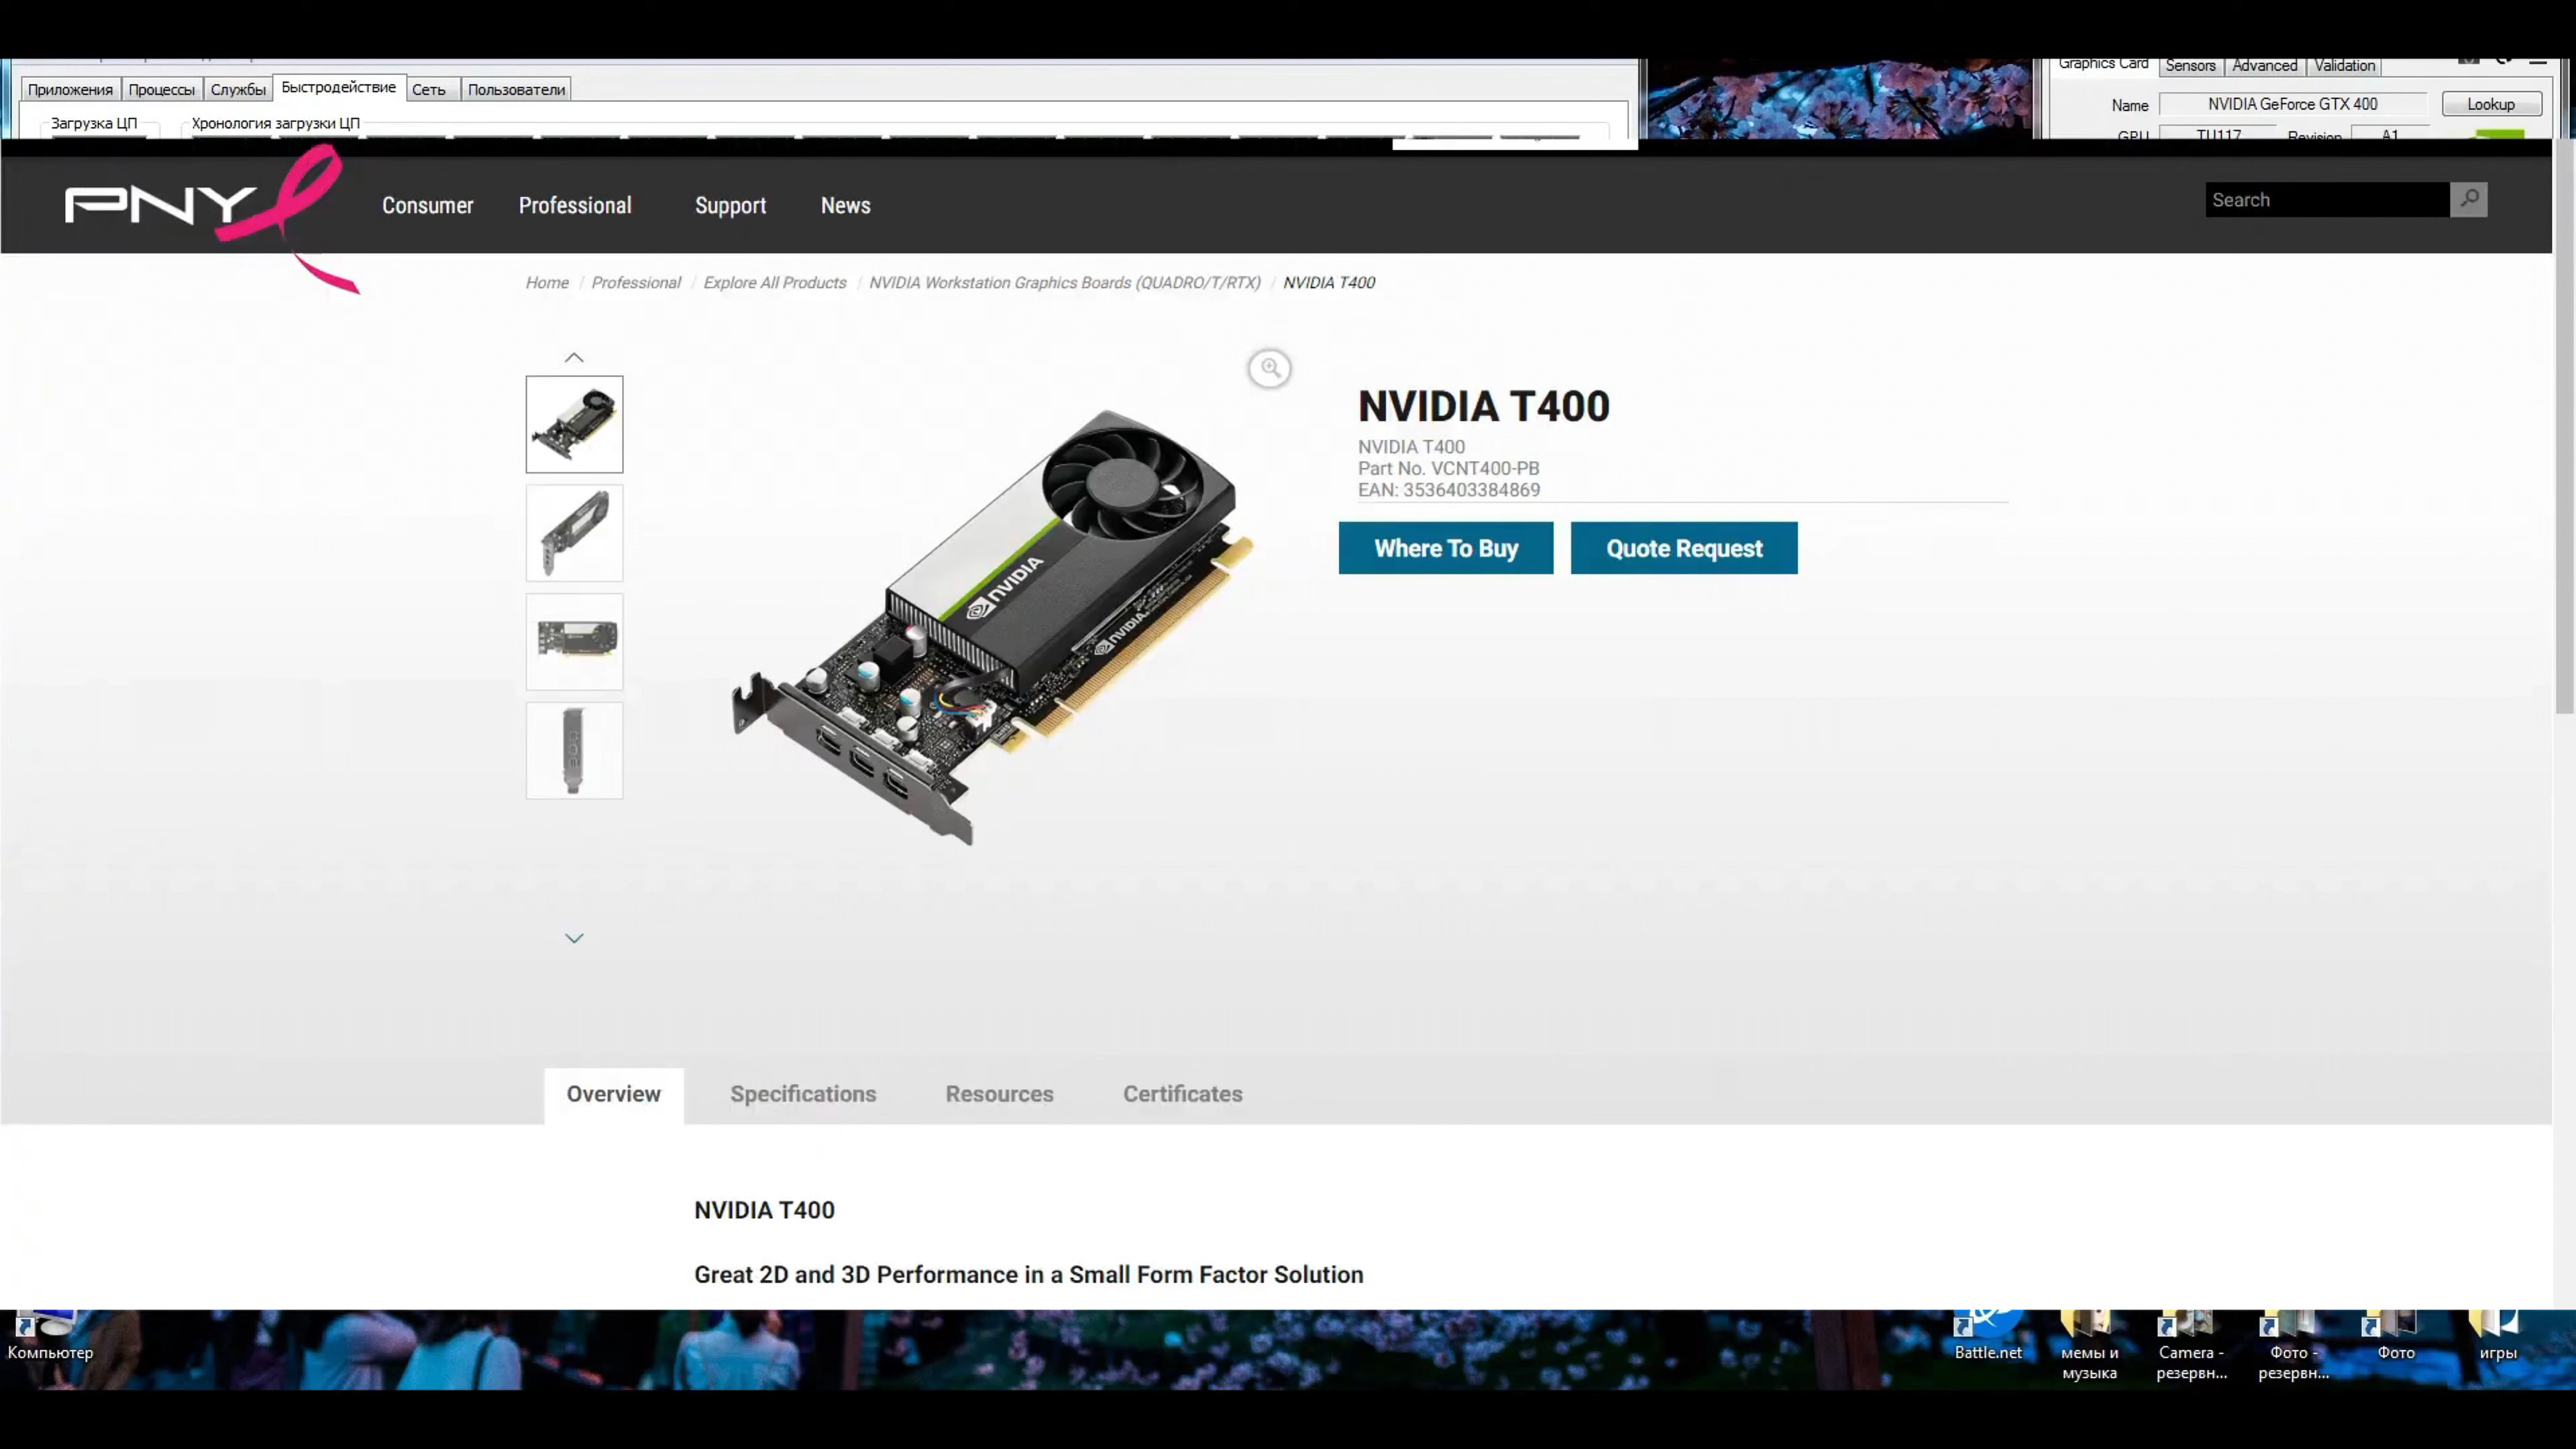 Приложения Процессы Службы Быстродействие Сеть Пользователи
Загрузка ЦП Хронология загрузки ЦП
Graphics Card Sensors Advanced Validation
Name NVIDIA GeForce GTX 400 Lookup
GPU TU117 Revision A1
PNY Consumer Professional Support News Search
Home / Professional / Explore All Products / NVIDIA Workstation Graphics Boards (QUADRO/T/RTX) / NVIDIA T400
NVIDIA T400
NVIDIA T400
Part No. VCNT400-PB
EAN: 3536403384869
Where To Buy Quote Request
NVIDIA
NVIDIA
Overview Specifications Resources Certificates
NVIDIA T400
Great 2D and 3D Performance in a Small Form Factor Solution
Компьютер
Battle.net
мемы и
музыка
Camera -
резервн...
Фото -
резервн...
Фото
игры